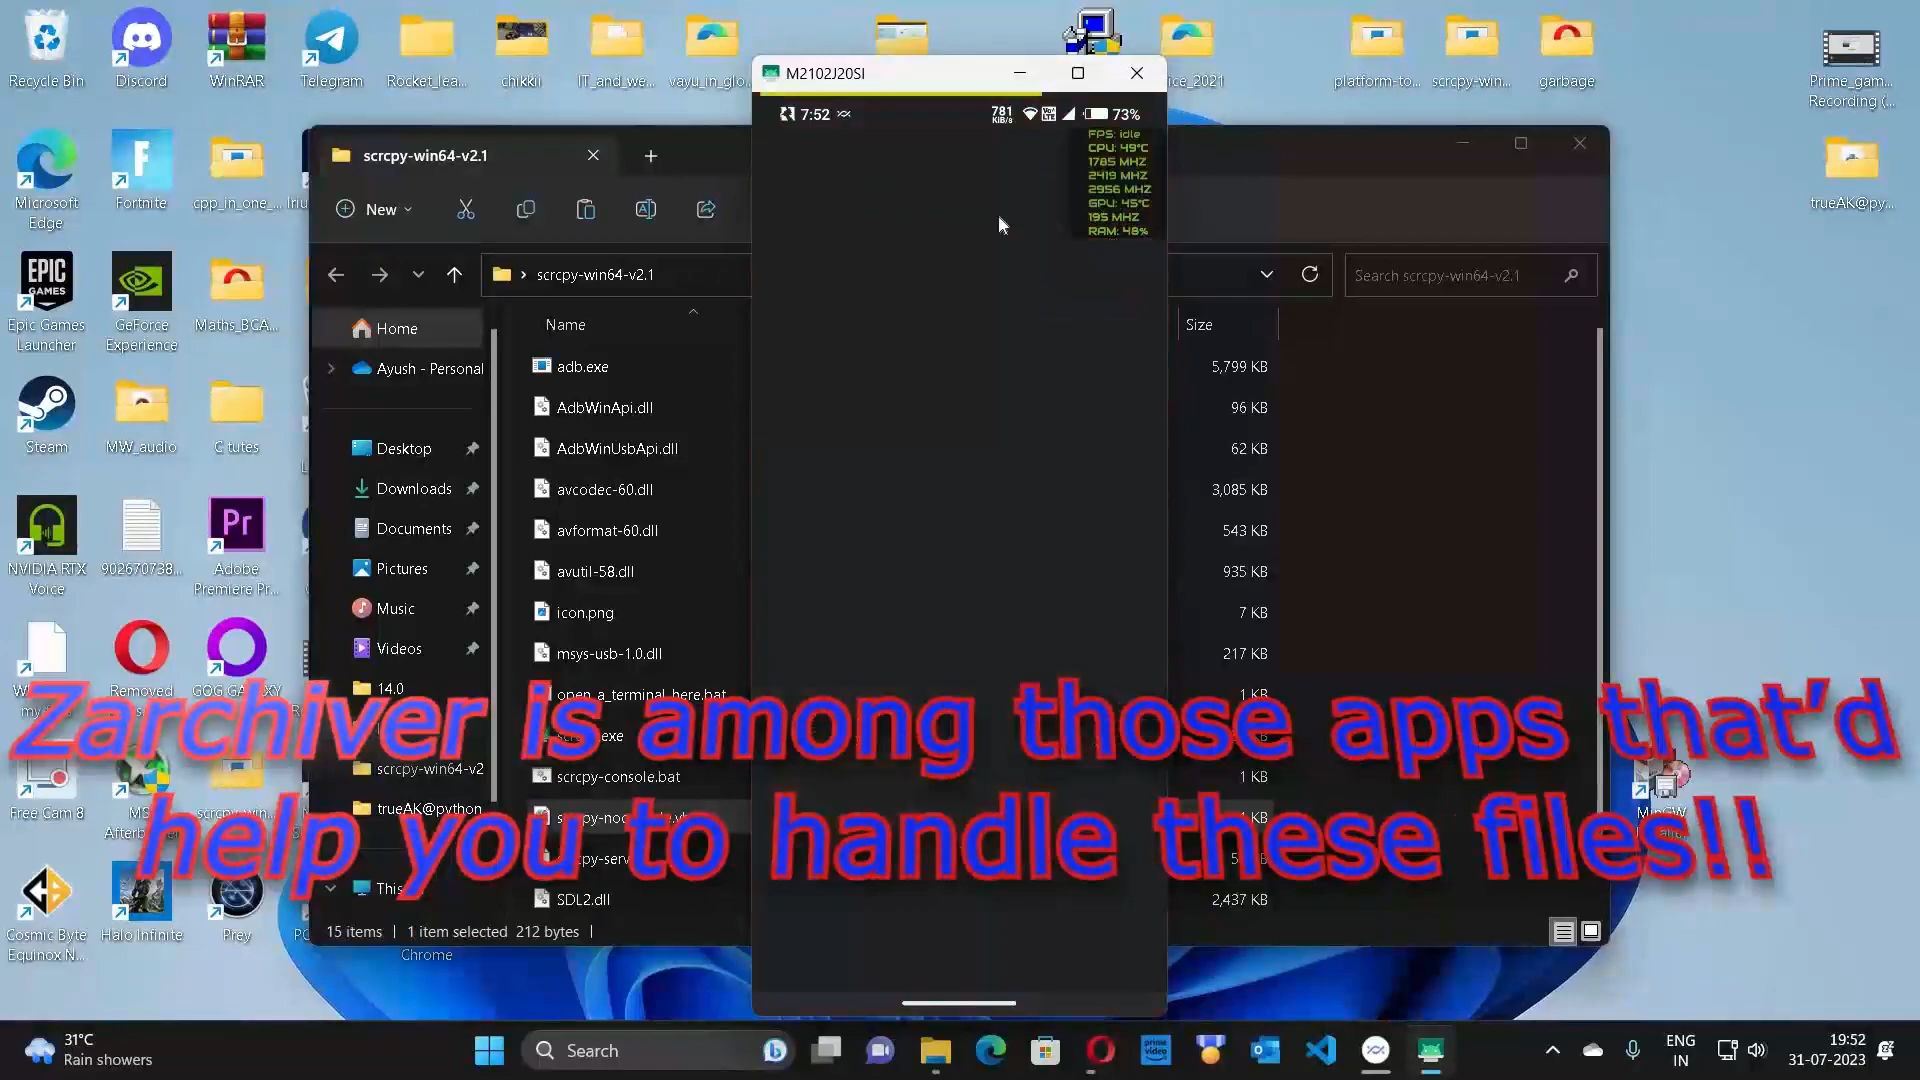 Recycle Bin
Discord
WinRAR
Telegram
Rocket_lea...
chikkii
IT_and_we...
vayu_in_glo...
ice_2021
platform-to...
scrcpy-win...
garbage
Prime_gam...
Recording (...
M2102J20SI
7:52
781
KiB/s
73%
FPS: idle
CPU: 49°C
1785 MHZ
2419 MHZ
2956 MHZ
GPU: 45°C
195 MHZ
RAM: 48%
scrcpy-win64-v2.1
New
scrcpy-win64-v2.1
Search scrcpy-win64-v2.1
Microsoft
Edge
Fortnite
cpp_in_one_...
trueAK@py...
Epic Games
Launcher
GeForce
Experience
Maths_BCA...
EPIC
GAMES
Steam
MW_audio
C tutes
NVIDIA RTX
Voice
902670738...
Adobe
Premiere Pr...
Pr
Removed
GOG GALAXY
Free Cam 8
scrcpy-win...
Cosmic Byte
Equinox N...
Halo Infinite
Prey
Chrome
Home
Ayush - Personal
Desktop
Downloads
Documents
Pictures
Music
Videos
14.0
scrcpy-win64-v2
trueAK@python
This
Name
Size
adb.exe
5,799 KB
AdbWinApi.dll
96 KB
AdbWinUsbApi.dll
62 KB
avcodec-60.dll
3,085 KB
avformat-60.dll
543 KB
avutil-58.dll
935 KB
icon.png
7 KB
msys-usb-1.0.dll
217 KB
open_a_terminal_here.bat
1 KB
scrcpy-console.bat
1 KB
SDL2.dll
2,437 KB
15 items
1 item selected 212 bytes
Zarchiver is among those apps that'd
help you to handle these files!!
31°C
Rain showers
Search
prime
video
ENG
IN
19:52
31-07-2023